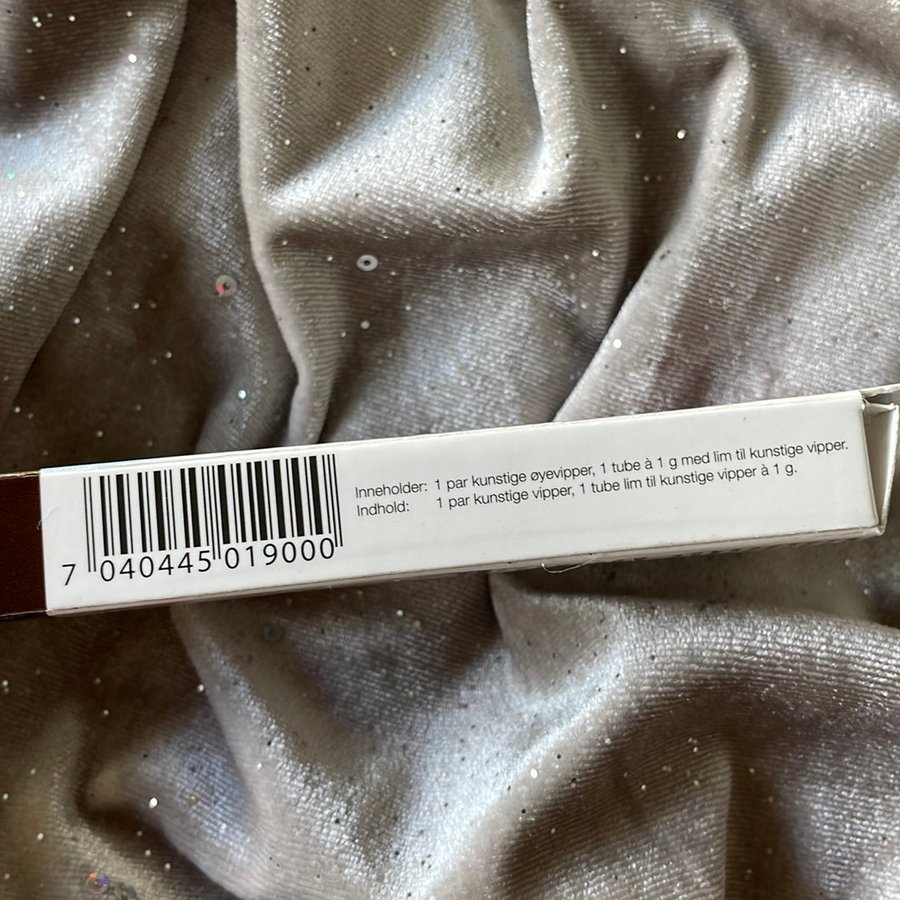 7 040445 019000
Inneholder: 1 par kunstige øyevipper, 1 tube à 1 g med lim til kunstige vipper.
Indhold: 1 par kunstige vipper, 1 tube lim til kunstige vipper à 1 g.